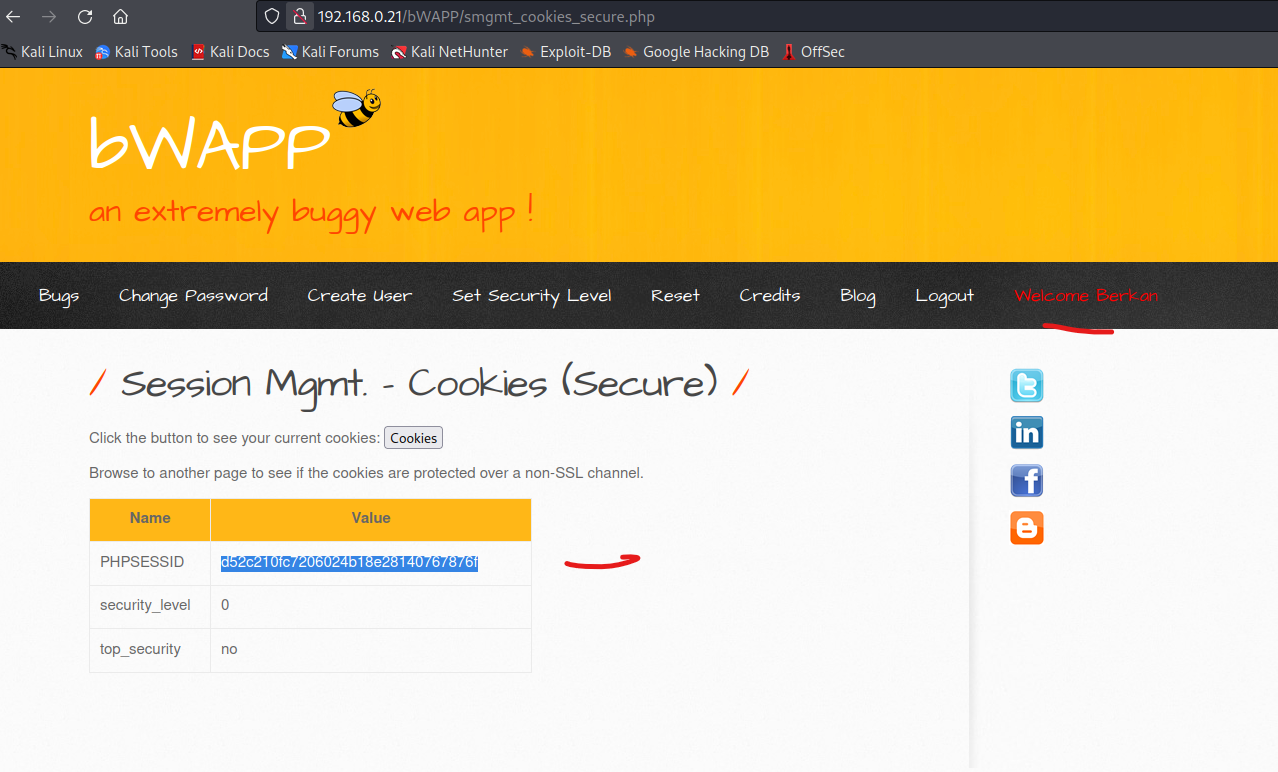 192.168.0.21/bWAPP/smgmt_cookies_secure.php
Kali Linux Kali Tools Kali Docs Kali Forums Kali NetHunter Exploit-DB Google Hacking DB OffSec
bWAPP
an extremely buggy web app !
Bugs Change Password Create User Set Security Level Reset Credits Blog Logout Welcome Berkan
/ Session Mgmt. - Cookies (Secure) /
Click the button to see your current cookies: Cookies
Browse to another page to see if the cookies are protected over a non-SSL channel.
Name Value
PHPSESSID d52c210fc7206024b18e28140767876f
security_level 0
top_security no